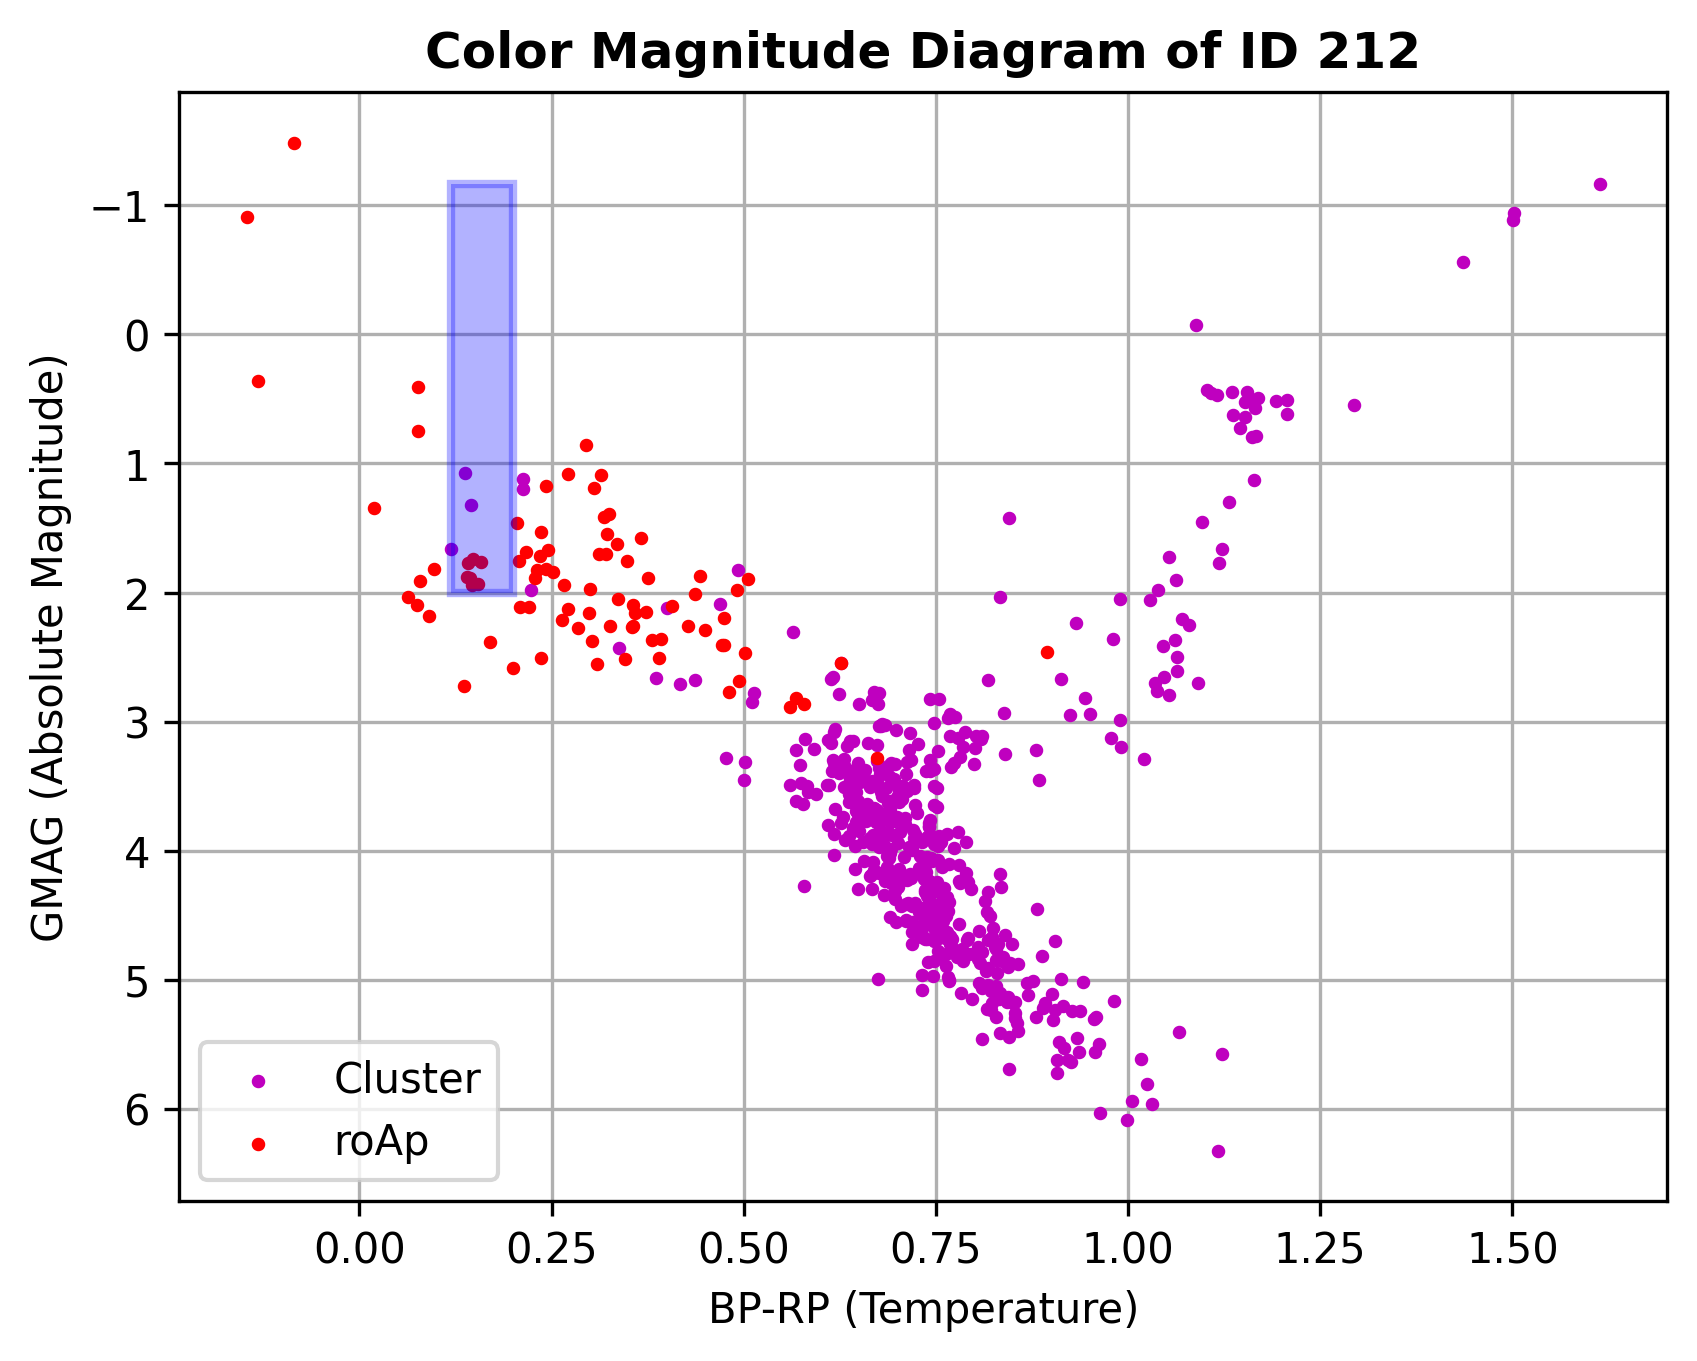 Color Magnitude Diagram of ID 212
GMAG (Absolute Magnitude)
−1
0
1
2
3
4
5
6
Cluster
roAp
0.00 0.25 0.50 0.75 1.00 1.25 1.50
BP-RP (Temperature)